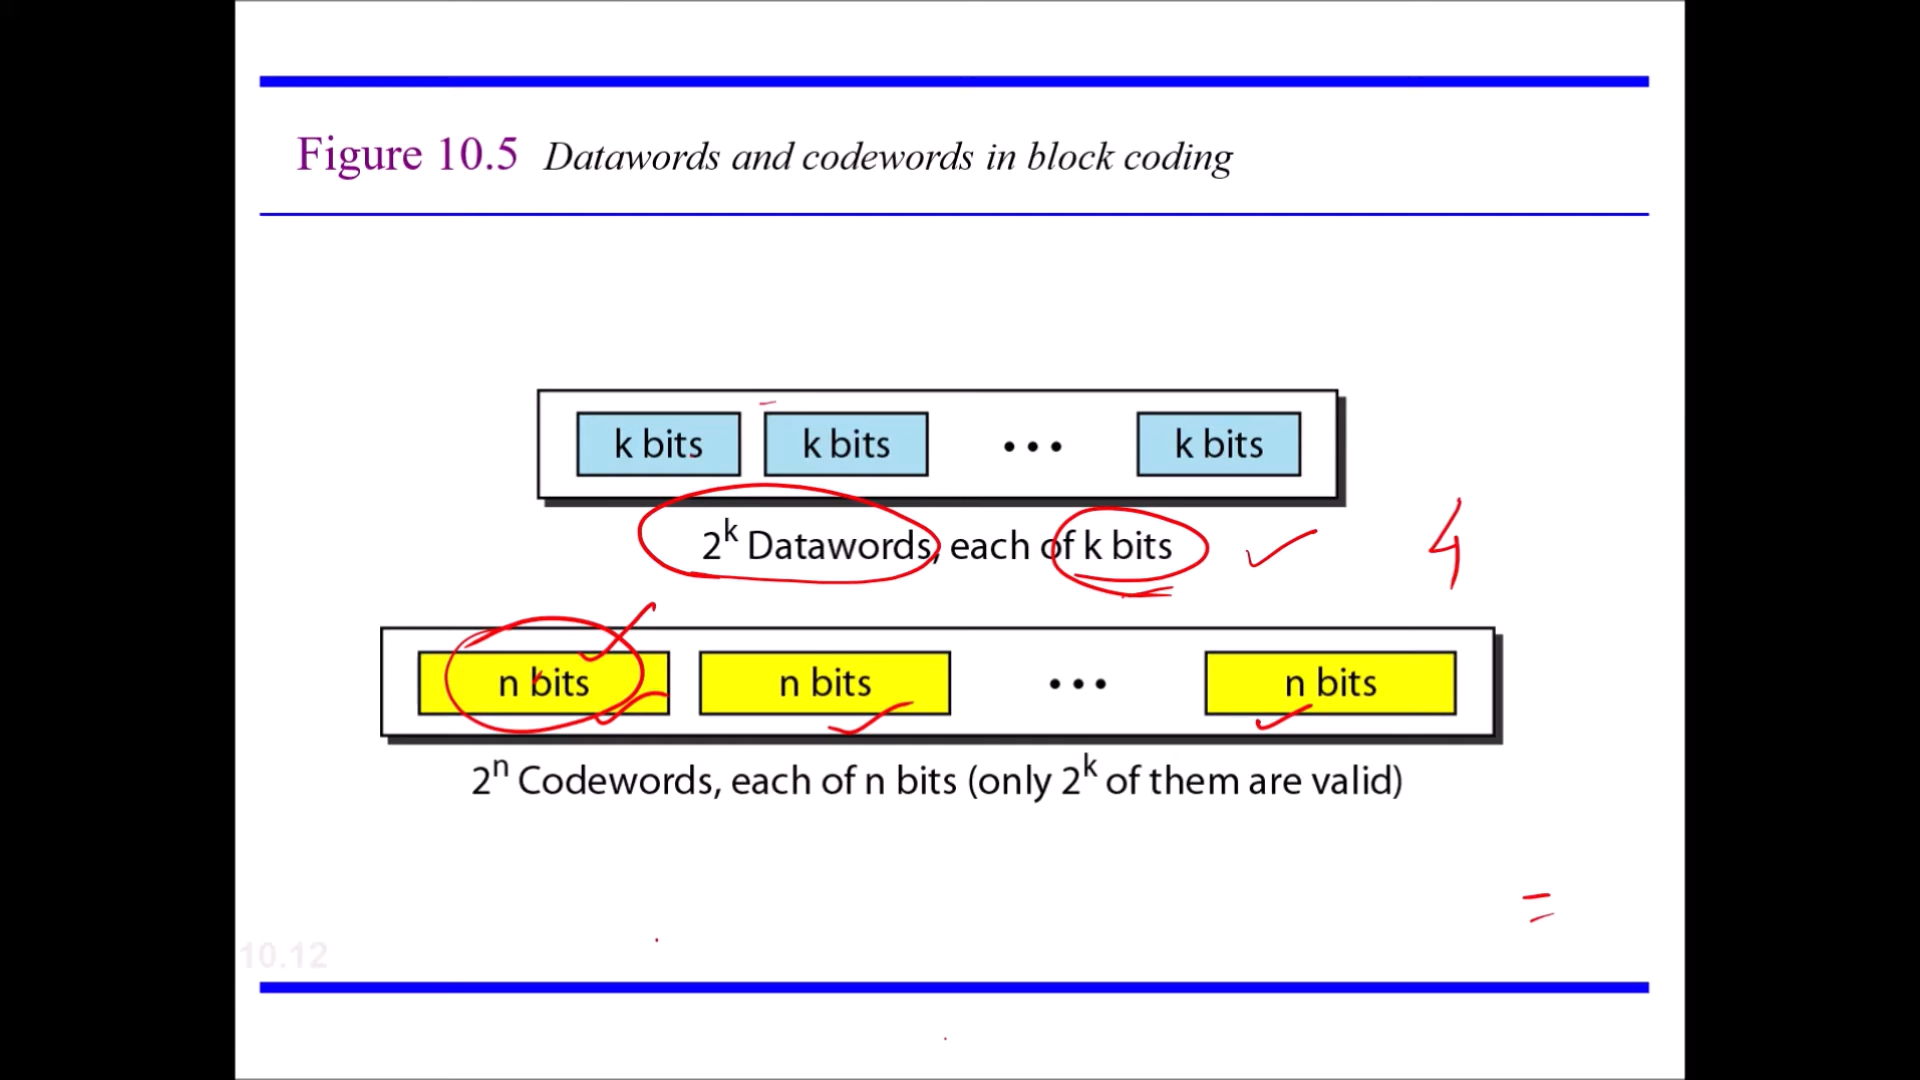 Figure 10.5 Datawords and codewords in block coding
k bits k bits • • • k bits
2^k Datawords, each of k bits
4
n bits n bits • • • n bits
2^n Codewords, each of n bits (only 2^k of them are valid)
=
10.12